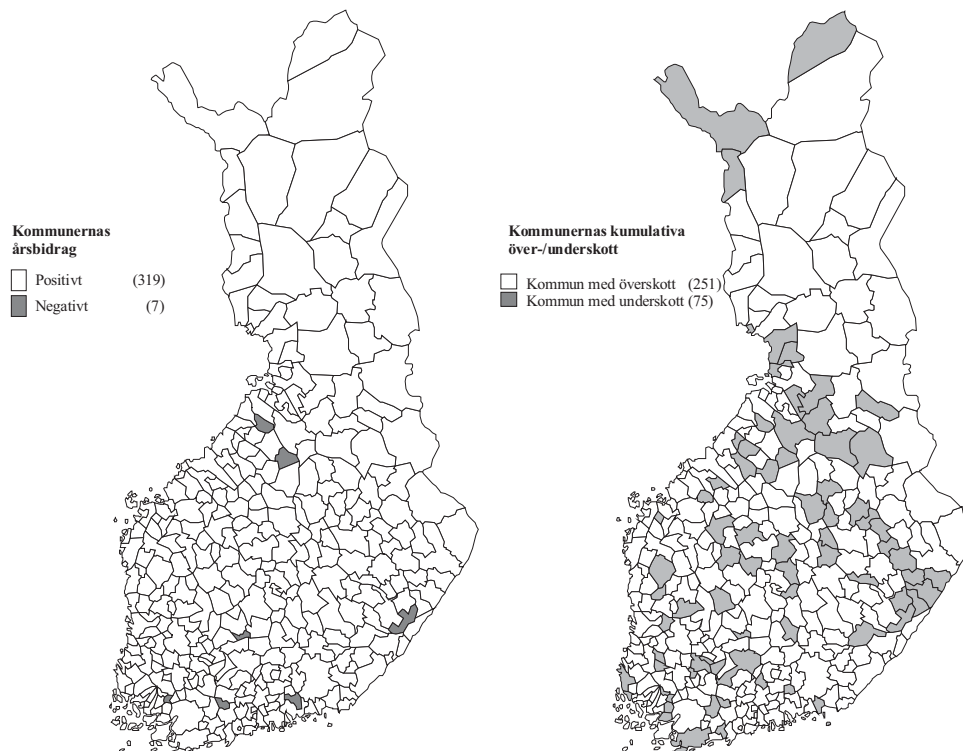 Kommunernas
årsbidrag
Positivt (319)
Negativt (7)
Kommunernas kumulativa
över-/underskott
Kommun med överskott (251)
Kommun med underskott (75)